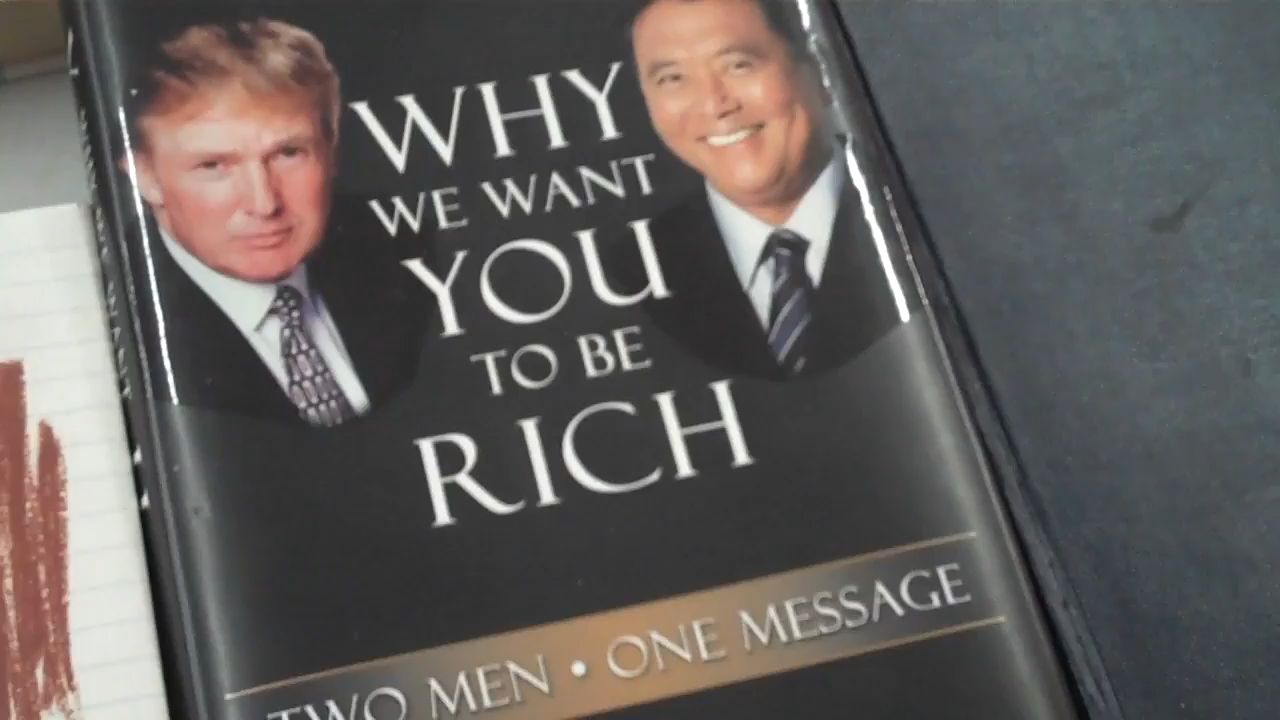 WHY
WE WANT
YOU
TO BE
RICH
TWO MEN • ONE MESSAGE